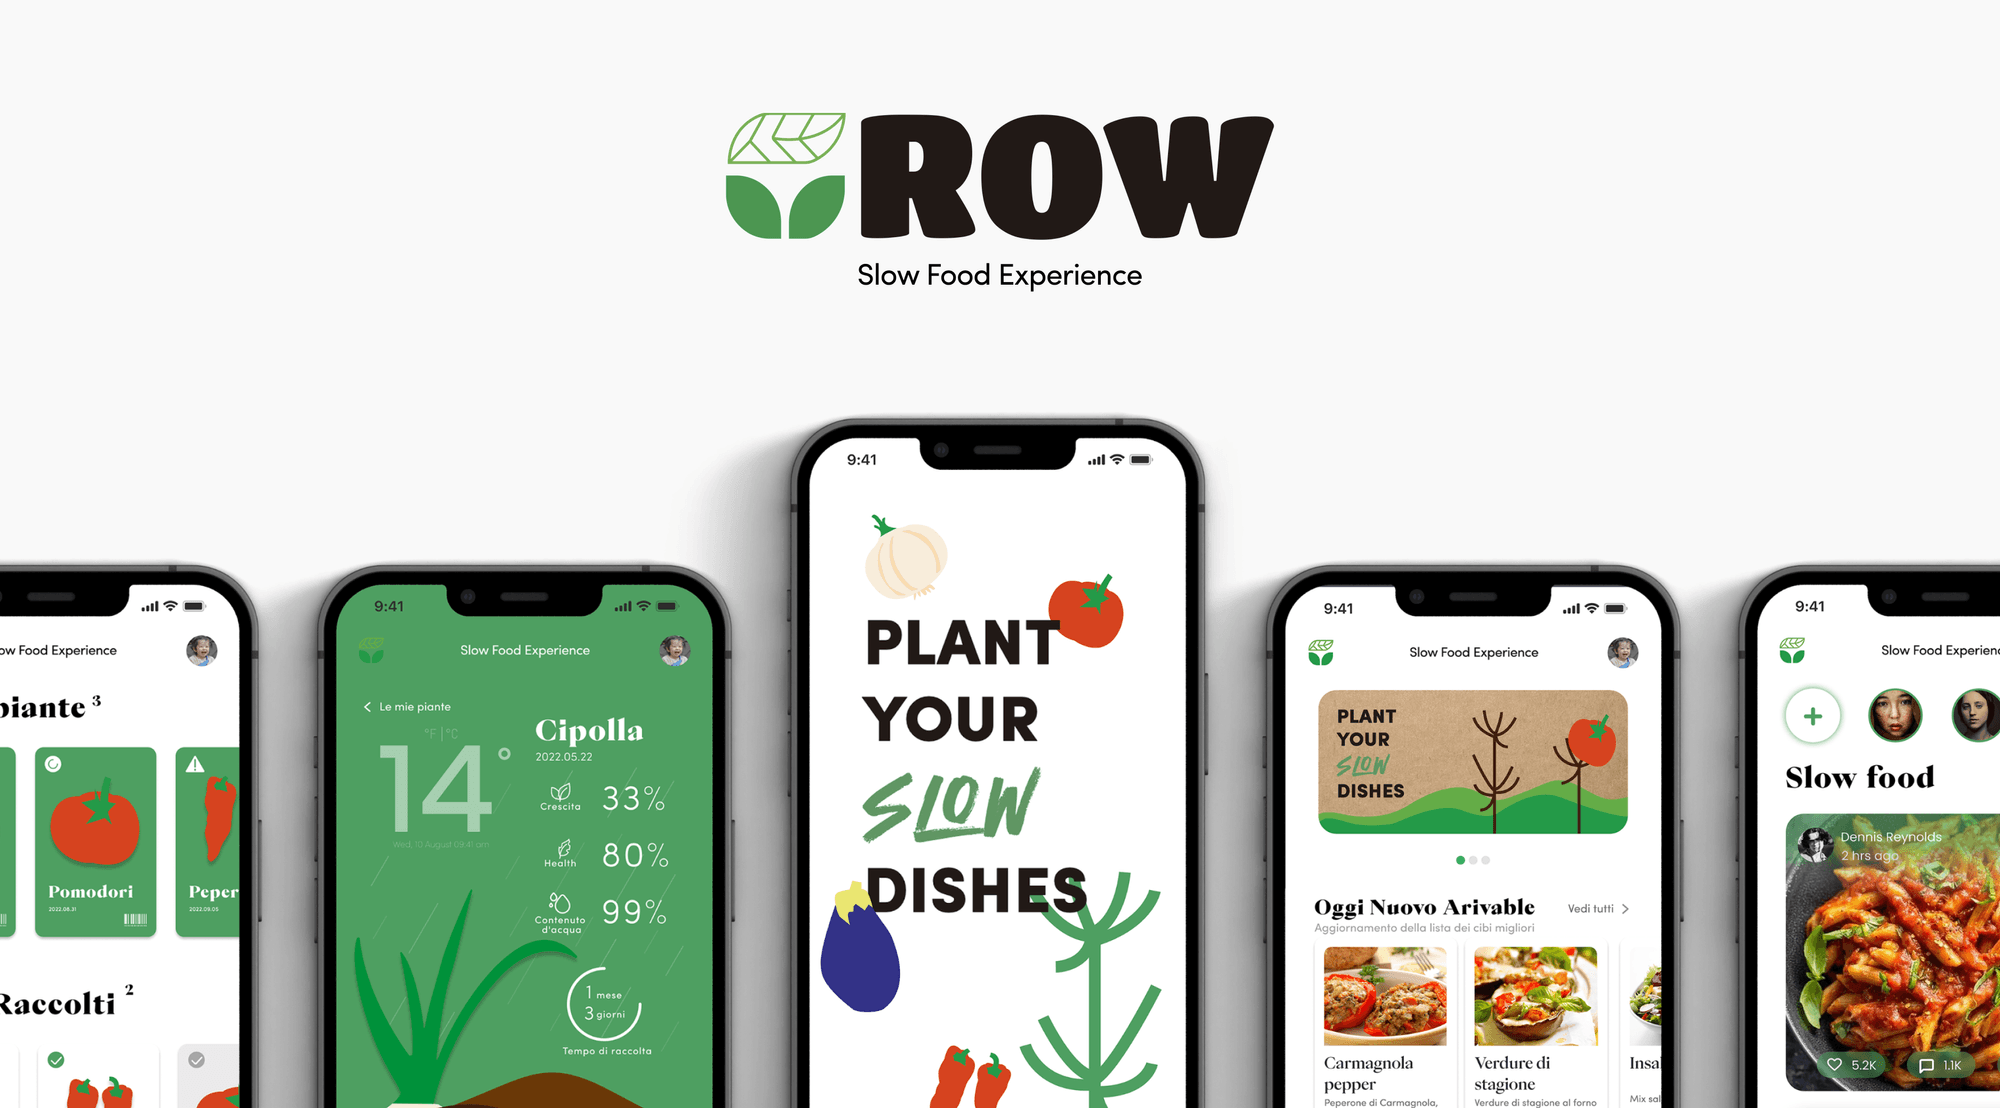 ROW
Slow Food Experience
ow Food Experience
piante 3
Pomodori
2022.08.31
Peper
2022.09.05
Raccolti 2
9:41
Slow Food Experience
Le mie piante
°F | °C
14°
Wed, 10 August 09:41 am
Cipolla
2022.05.22
Crescita
33%
Health
80%
Contenuto
d'acqua
99%
1 mese
3 giorni
Tempo di raccolta
9:41
PLANT
YOUR
SLOW
DISHES
9:41
Slow Food Experience
PLANT
YOUR
SLOW
DISHES
Oggi Nuovo Arivable
Vedi tutti
Aggiornamento della lista dei cibi migliori
Carmagnola
pepper
Peperone di Carmagnola,
Verdure di
stagione
Verdure di stagione al forno
Insal
Mix sal
9:41
Slow Food Experienc
Slow food
Dennis Reynolds
2 hrs ago
5.2K
1.1K